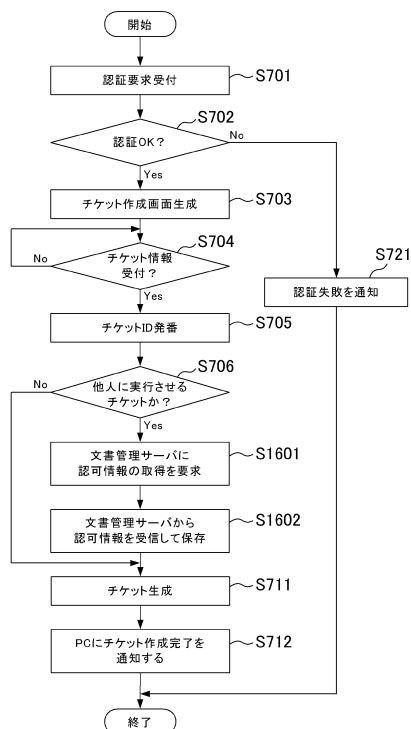 開始
認証要求受付
S701
S702
認証OK？
No
Yes
チケット作成画面生成
S703
S704
チケット情報
受付？
No
Yes
S721
認証失敗を通知
チケットID発番
S705
S706
他人に実行させる
チケットか？
No
Yes
文書管理サーバに
認可情報の取得を要求
S1601
文書管理サーバから
認可情報を受信して保存
S1602
チケット生成
S711
PCにチケット作成完了を
通知する
S712
終了